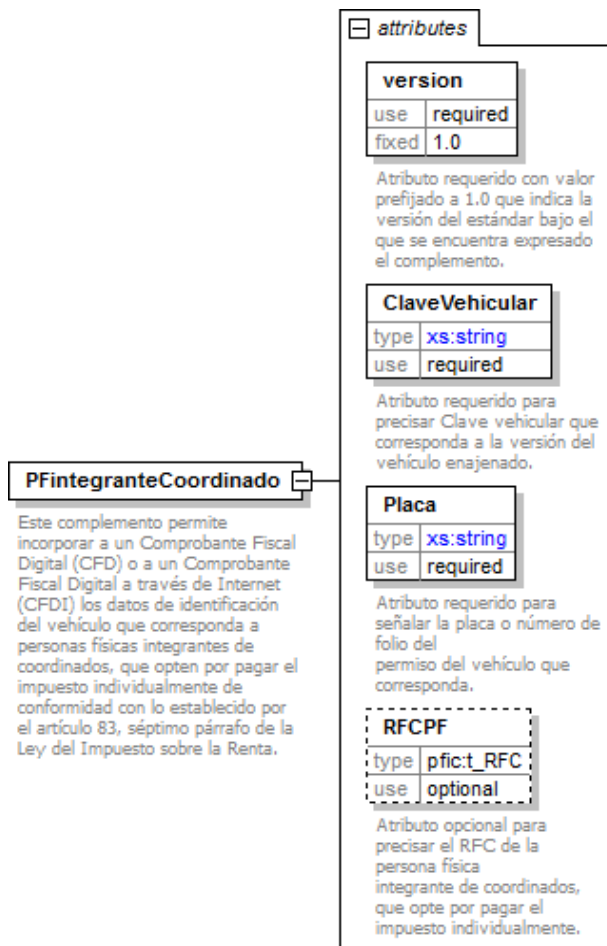 attributes
version
use required
fixed 1.0
Atributo requerido con valor
prefijado a 1.0 que indica la
versión del estándar bajo el
que se encuentra expresado
el complemento.
ClaveVehicular
type xs:string
use required
Atributo requerido para
precisar Clave vehicular que
corresponda a la versión del
vehículo enajenado.
PFintegranteCoordinado
Este complemento permite
incorporar a un Comprobante Fiscal
Digital (CFD) o a un Comprobante
Fiscal Digital a través de Internet
(CFDI) los datos de identificación
del vehículo que corresponda a
personas físicas integrantes de
coordinados, que opten por pagar el
impuesto individualmente de
conformidad con lo establecido por
el artículo 83, séptimo párrafo de la
Ley del Impuesto sobre la Renta.
Placa
type xs:string
use required
Atributo requerido para
señalar la placa o número de
folio del
permiso del vehículo que
corresponda.
RFCPF
type pfic:t_RFC
use optional
Atributo opcional para
precisar el RFC de la
persona física
integrante de coordinados,
que opte por pagar el
impuesto individualmente.